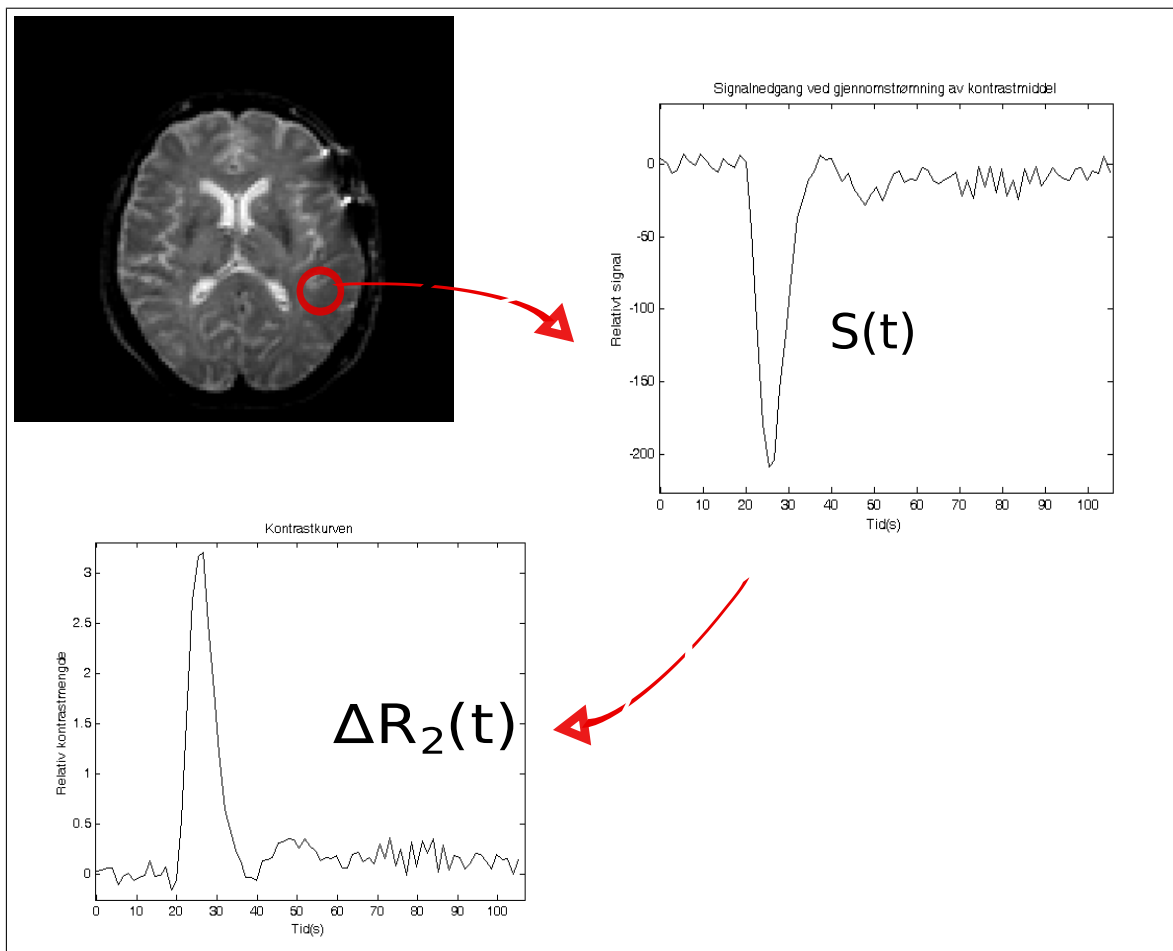 Signalnedgang ved gjennomstrømning av kontrastmiddel
Relativt signal
0
-50
-100
-150
-200
S(t)
0 10 20 30 40 50 60 70 80 90 100
Tid(s)
Kontrastkurven
Relativ kontrastmengde
3
2.5
2
1.5
1
0.5
0
ΔR₂(t)
0 10 20 30 40 50 60 70 80 90 100
Tid(s)